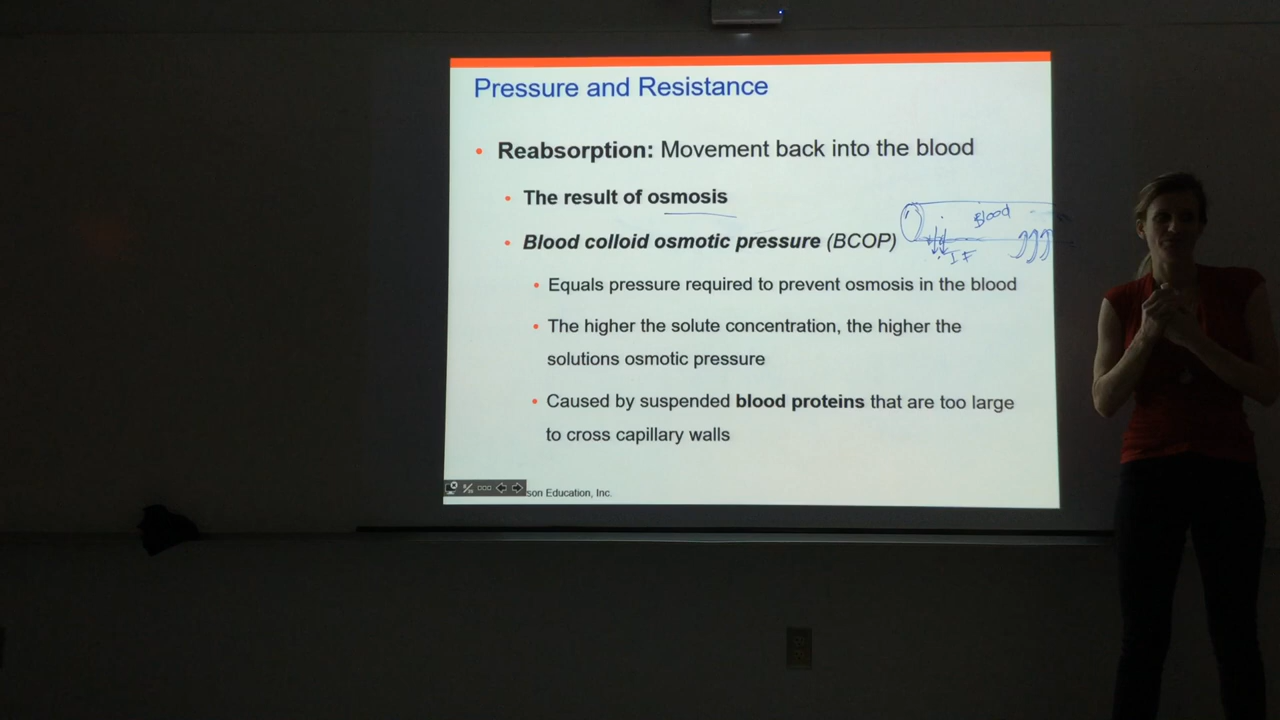 Pressure and Resistance
• Reabsorption: Movement back into the blood
• The result of osmosis
• Blood colloid osmotic pressure (BCOP)
Blood
IF
• Equals pressure required to prevent osmosis in the blood
• The higher the solute concentration, the higher the
solutions osmotic pressure
• Caused by suspended blood proteins that are too large
to cross capillary walls
son Education, Inc.